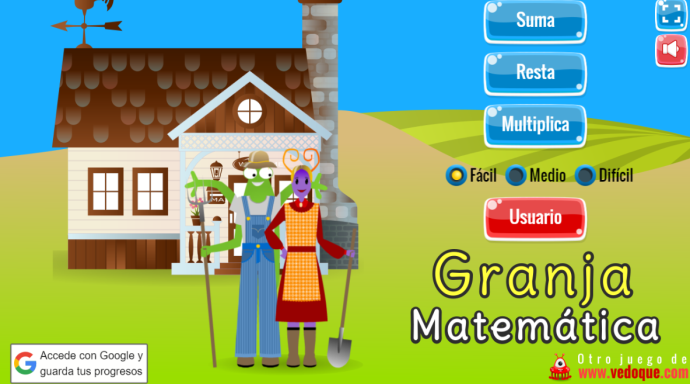 Suma
Resta
Multiplica
Fácil Medio Difícil
Usuario
Granja
Matemática
Accede con Google y
guarda tus progresos
Otro juego de
www.vedoque.com